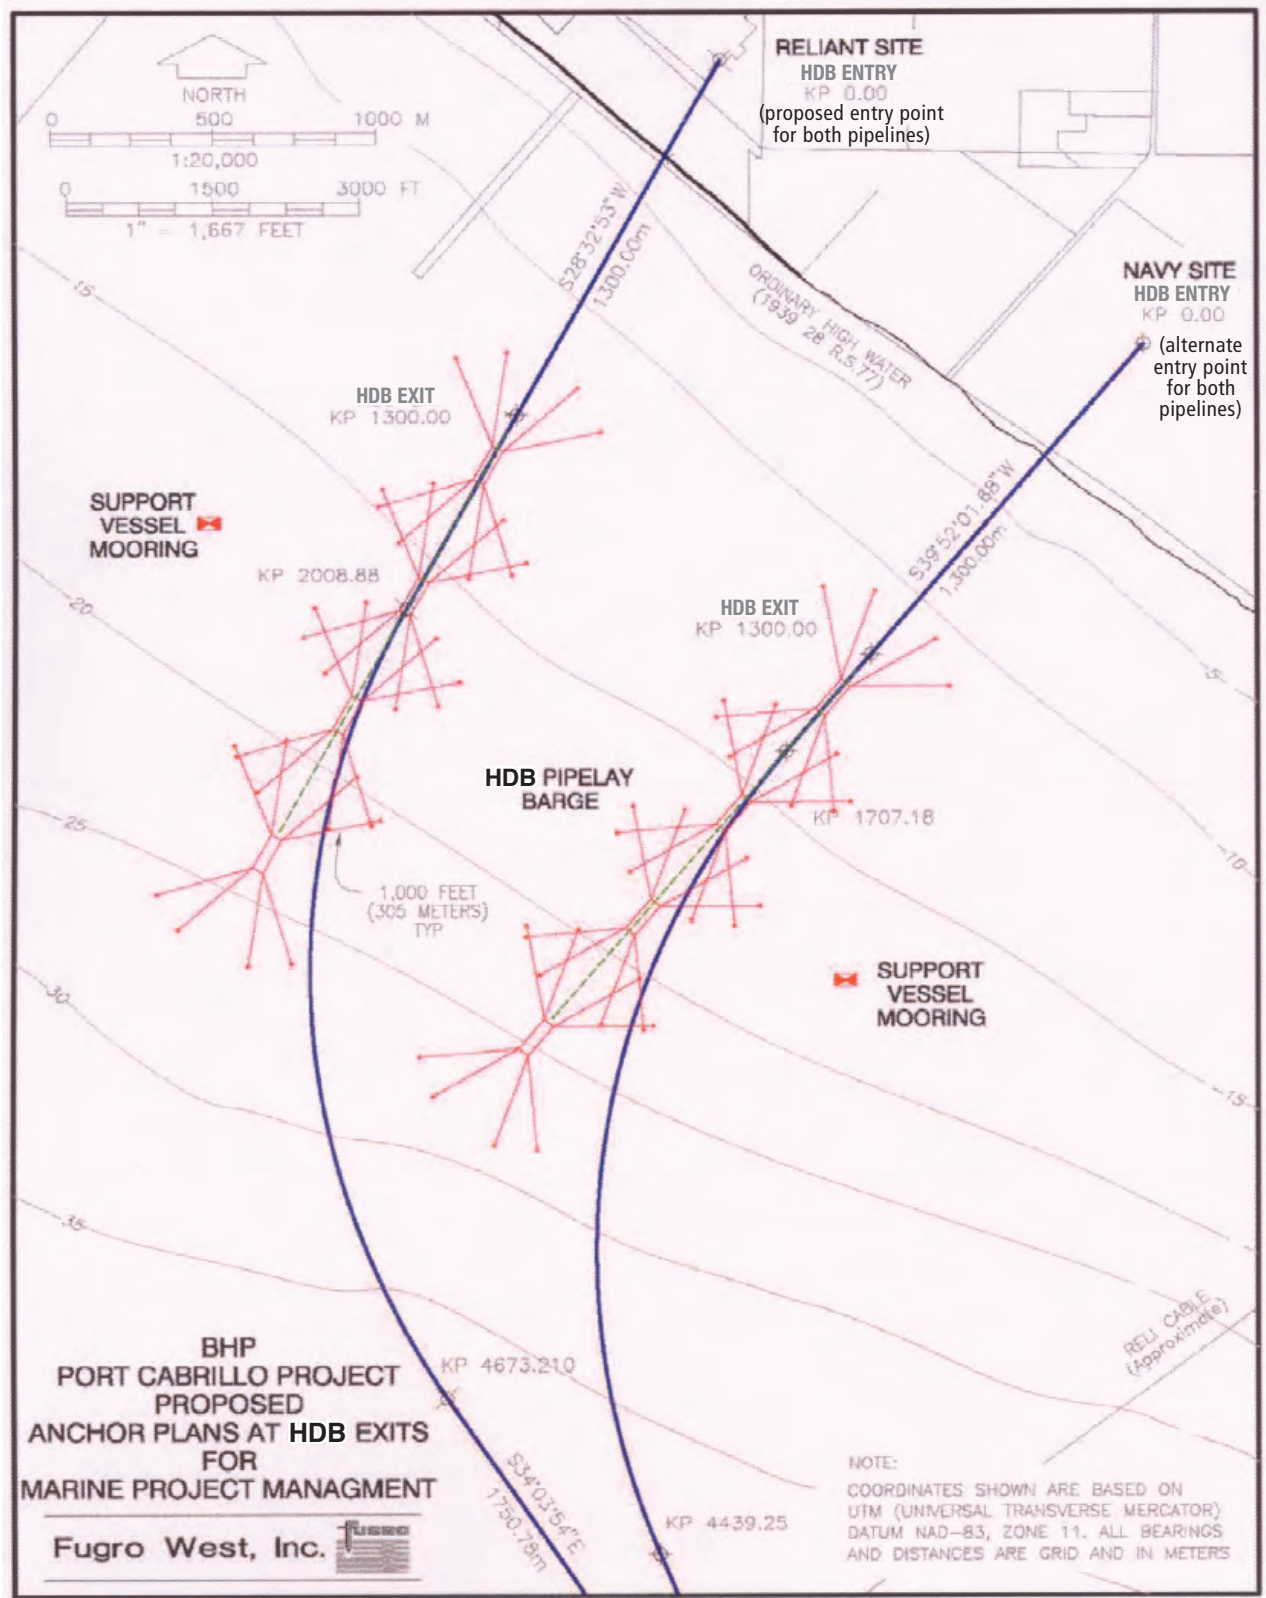 RELIANT SITE
HDB ENTRY
KP 0.00
(proposed entry point
for both pipelines)
NORTH
0 500 1000 M
1:20,000
0 1500 3000 FT
1" = 1,667 FEET
S28°32'53"W
1300.00m
ORDINARY HIGH WATER
(1939 28 R.S.77)
NAVY SITE
HDB ENTRY
KP 0.00
(alternate
entry point
for both
pipelines)
-15
HDB EXIT
KP 1300.00
SUPPORT
VESSEL
MOORING
S39°52'01.88"W
1,300.00m
KP 2008.88
-20
HDB EXIT
KP 1300.00
-5
HDB PIPELAY
BARGE
KP 1707.18
-25
-10
1,000 FEET
(305 METERS)
TYP
SUPPORT
VESSEL
MOORING
-30
-15
-35
RELI CABLE
(Approximate)
BHP
PORT CABRILLO PROJECT
PROPOSED
ANCHOR PLANS AT HDB EXITS
FOR
MARINE PROJECT MANAGMENT
KP 4673.210
S34°03'54"E
1750.78m
KP 4439.25
Fugro West, Inc.
fugro
NOTE:
COORDINATES SHOWN ARE BASED ON
UTM (UNIVERSAL TRANSVERSE MERCATOR)
DATUM NAD-83, ZONE 11. ALL BEARINGS
AND DISTANCES ARE GRID AND IN METERS